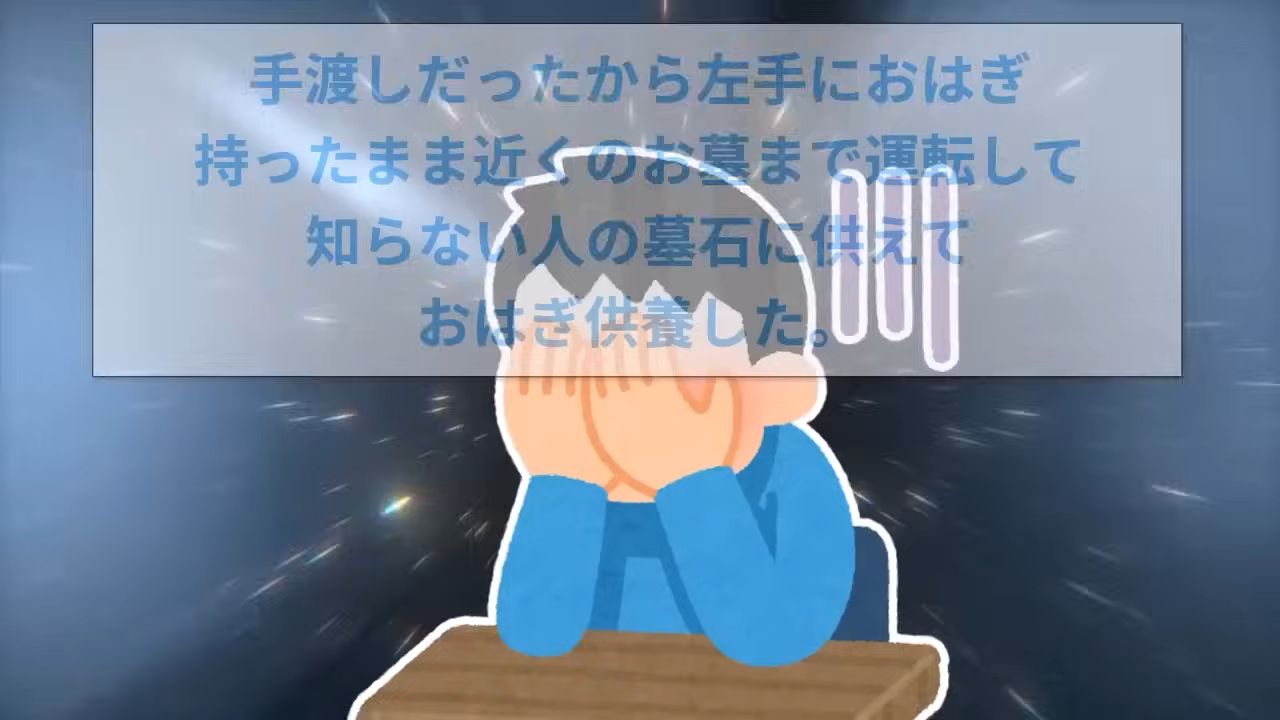 手渡しだったから左手におはぎ
持ったまま近くのお墓まで運転して
知らない人の墓石に供えて
おはぎ供養した。